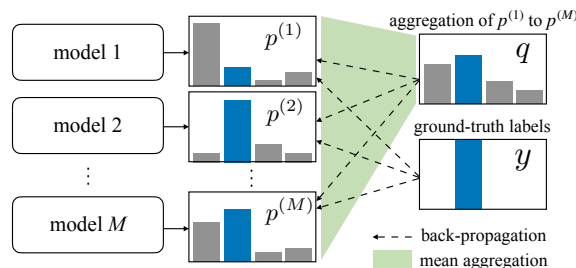 aggregation of p^(1) to p^(M)
model 1
p^(1)
q
model 2
p^(2)
ground-truth labels
y
⋮
⋮
model M
p^(M)
back-propagation
mean aggregation